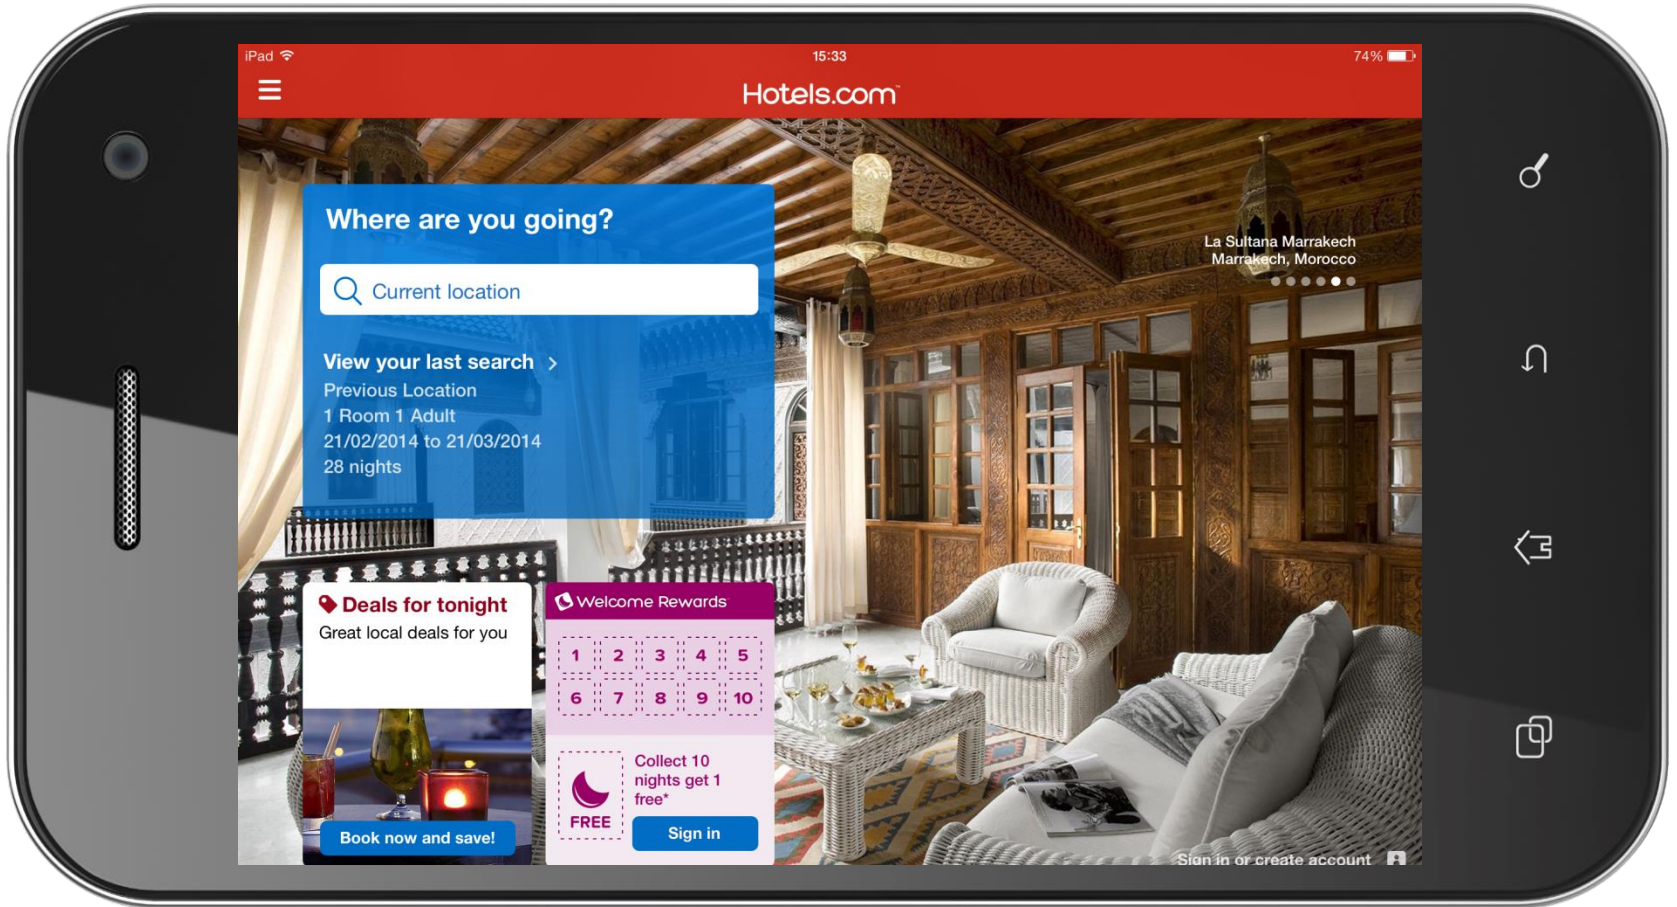 iPad 15:33 74%
Hotels.com™
Where are you going?
Current location
View your last search
Previous Location
1 Room 1 Adult
21/02/2014 to 21/03/2014
28 nights
La Sultana Marrakech
Marrakech, Morocco
Deals for tonight
Great local deals for you
Book now and save!
Welcome Rewards
1 2 3 4 5
6 7 8 9 10
FREE
Collect 10
nights get 1
free*
Sign in
Sign in or create account